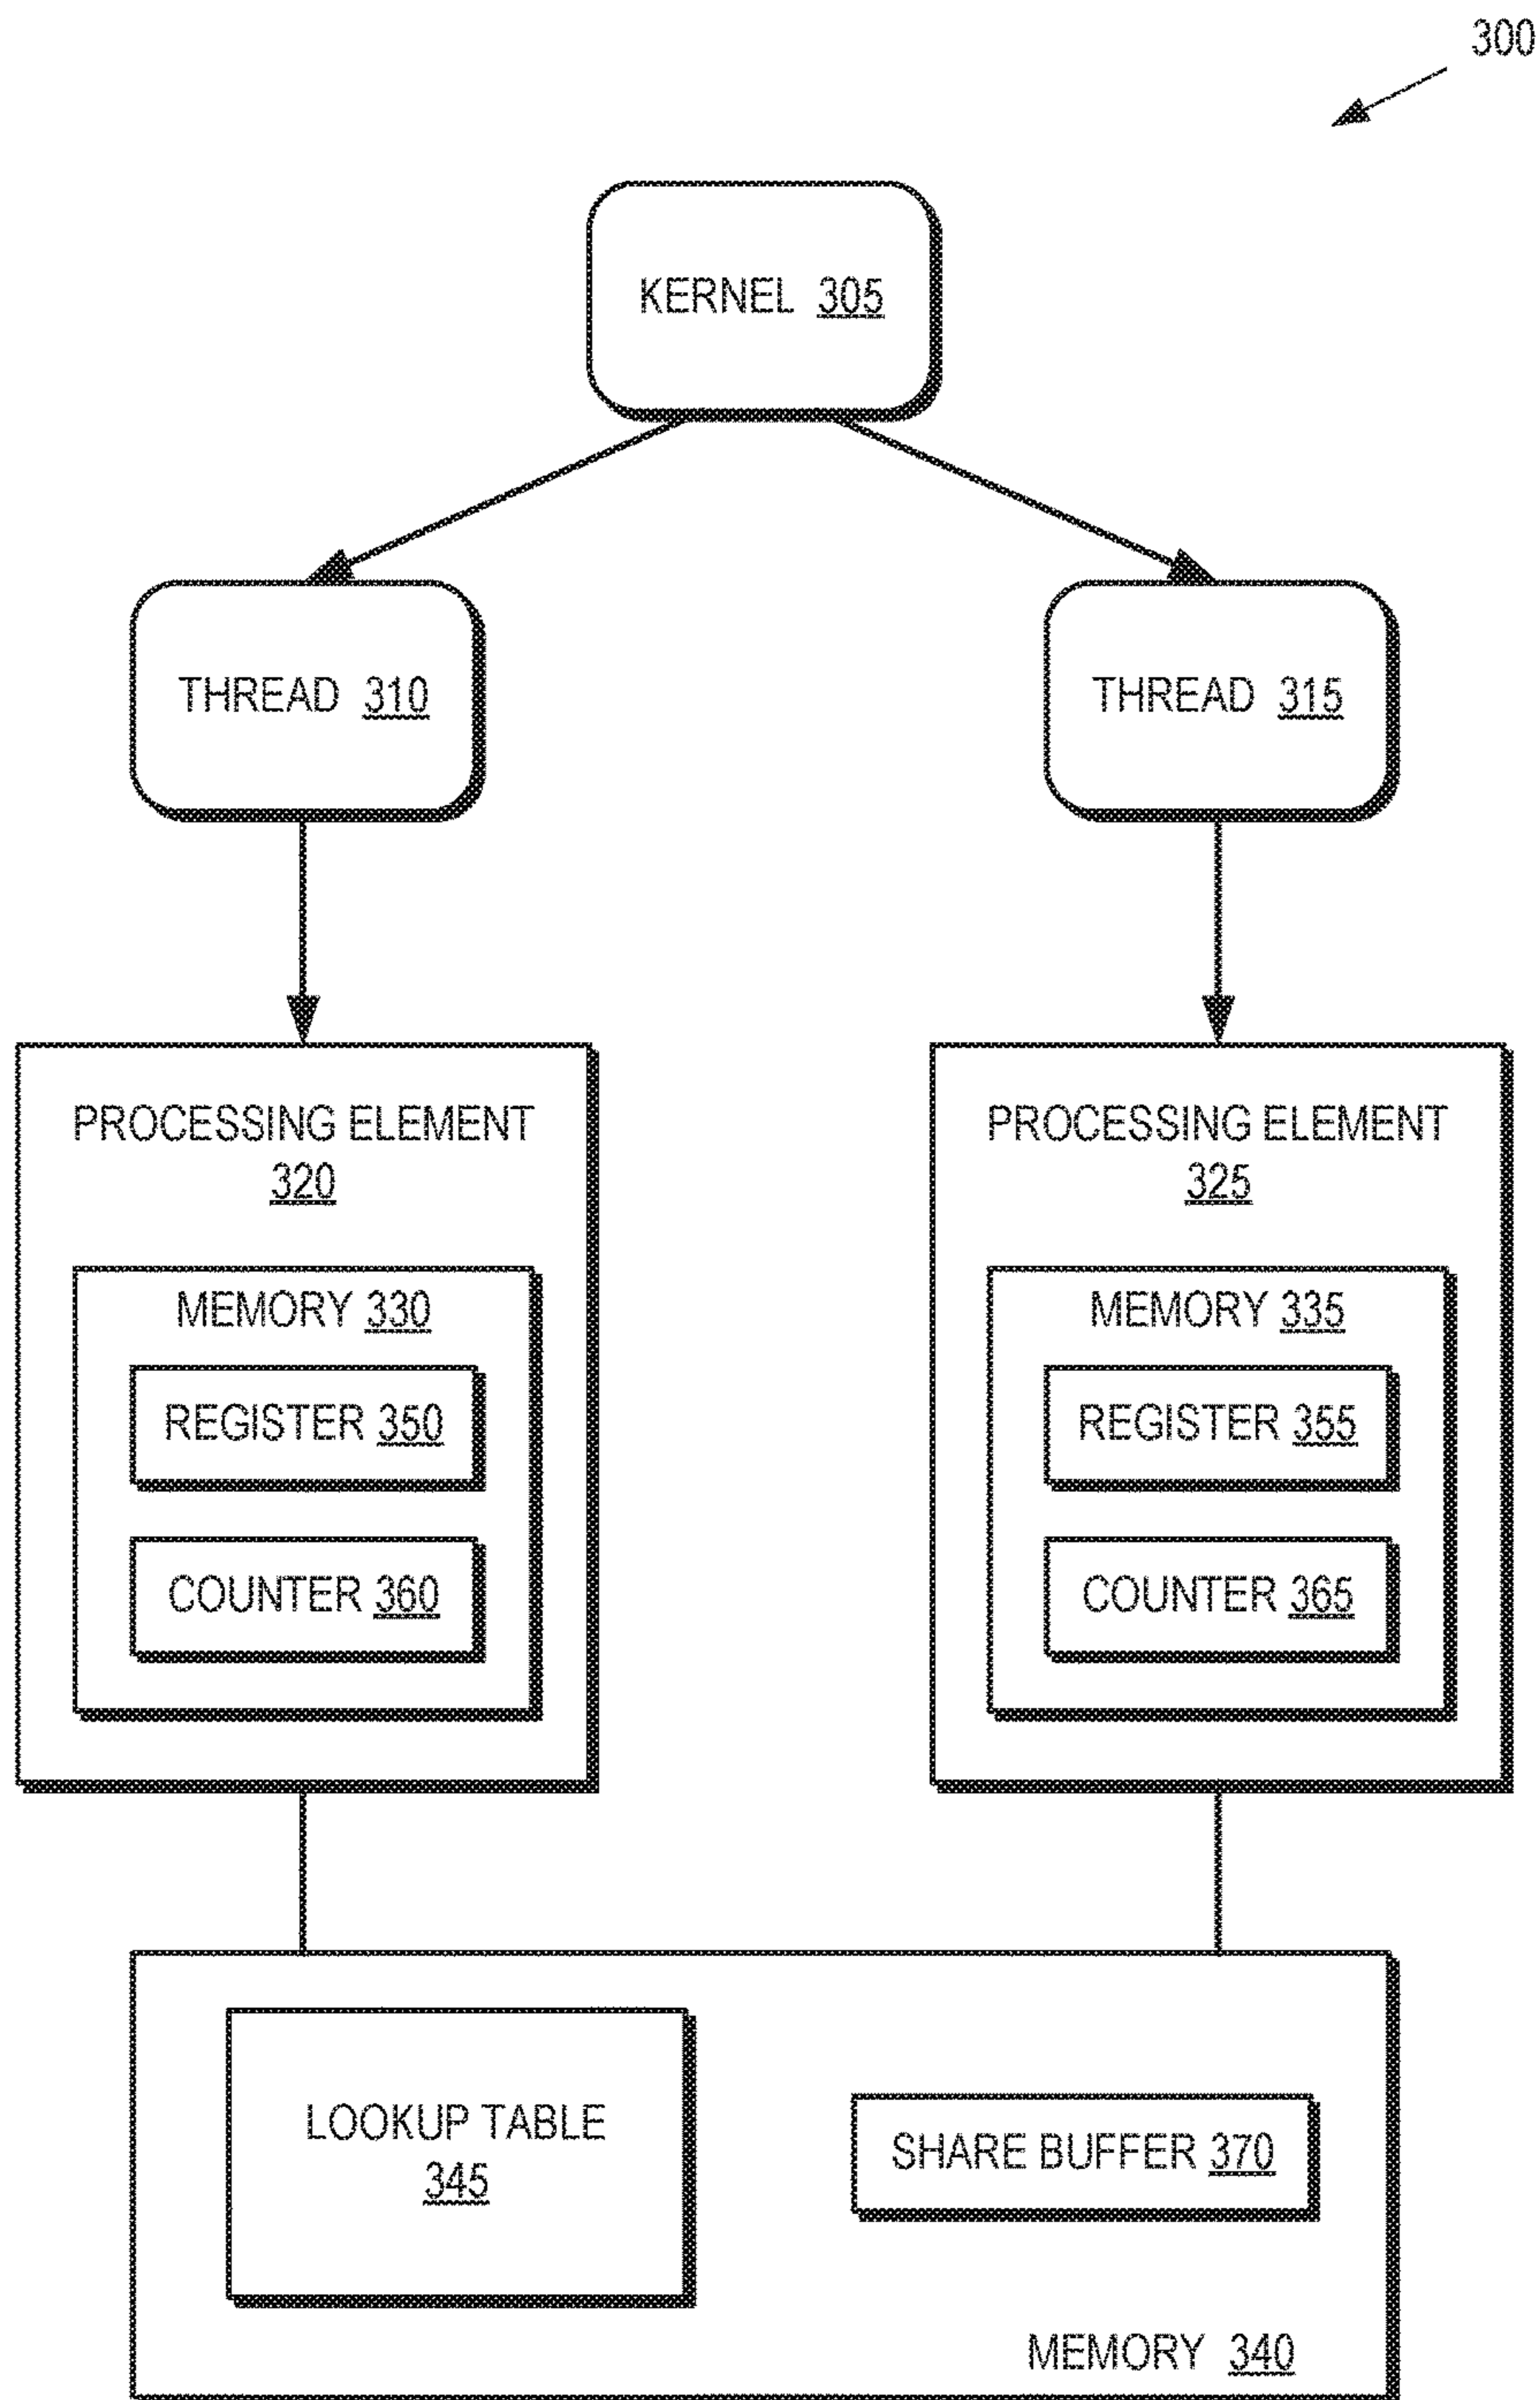 300
KERNEL 305
THREAD 310
THREAD 315
PROCESSING ELEMENT
320
MEMORY 330
REGISTER 350
COUNTER 360
PROCESSING ELEMENT
325
MEMORY 335
REGISTER 355
COUNTER 365
LOOKUP TABLE
345
SHARE BUFFER 370
MEMORY 340